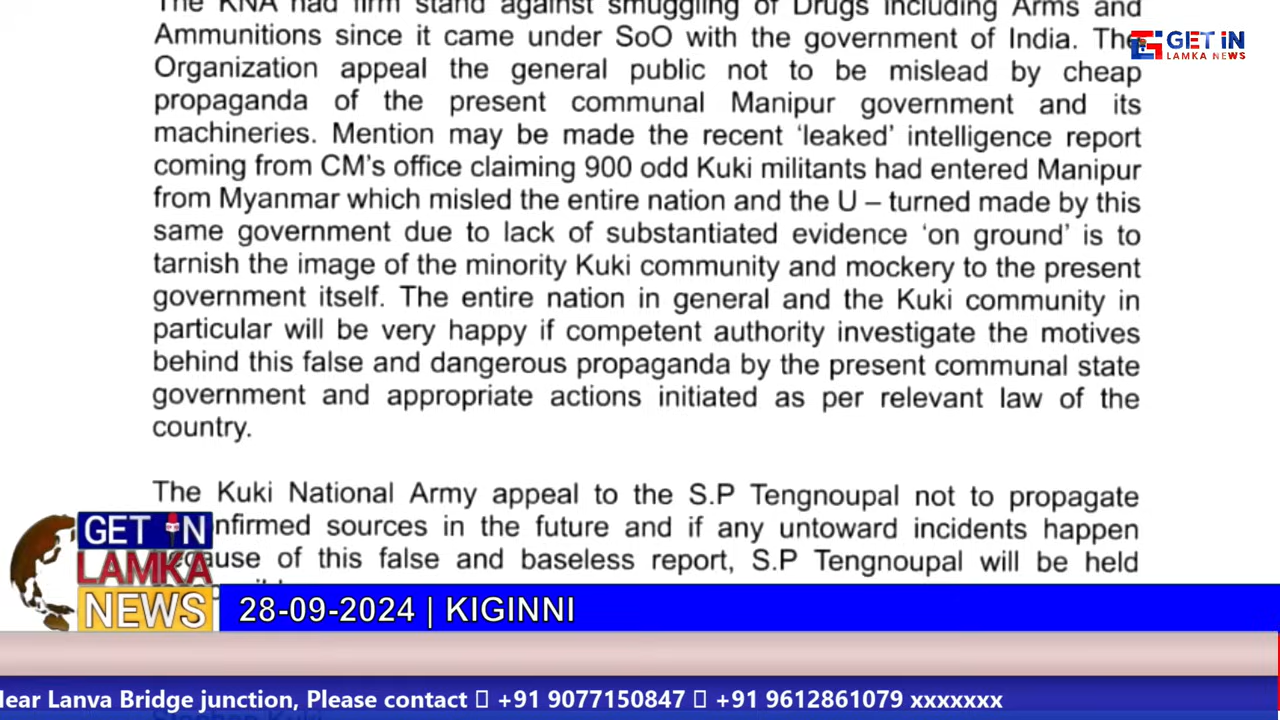 The KNA had firm stand against smuggling of Drugs including Arms and
Ammunitions since it came under SoO with the government of India. The
GET iN
LAMKA NEWS
Organization appeal the general public not to be mislead by cheap
propaganda of the present communal Manipur government and its
machineries. Mention may be made the recent ‘leaked’ intelligence report
coming from CM’s office claiming 900 odd Kuki militants had entered Manipur
from Myanmar which misled the entire nation and the U – turned made by this
same government due to lack of substantiated evidence ‘on ground’ is to
tarnish the image of the minority Kuki community and mockery to the present
government itself. The entire nation in general and the Kuki community in
particular will be very happy if competent authority investigate the motives
behind this false and dangerous propaganda by the present communal state
government and appropriate actions initiated as per relevant law of the
country.
The Kuki National Army appeal to the S.P Tengnoupal not to propagate
nfirmed sources in the future and if any untoward incidents happen
cause of this false and baseless report, S.P Tengnoupal will be held
GET IN
LAMKA
NEWS
28-09-2024 | KIGINNI
Near Lanva Bridge junction, Please contact +91 9077150847 +91 9612861079 xxxxxxx